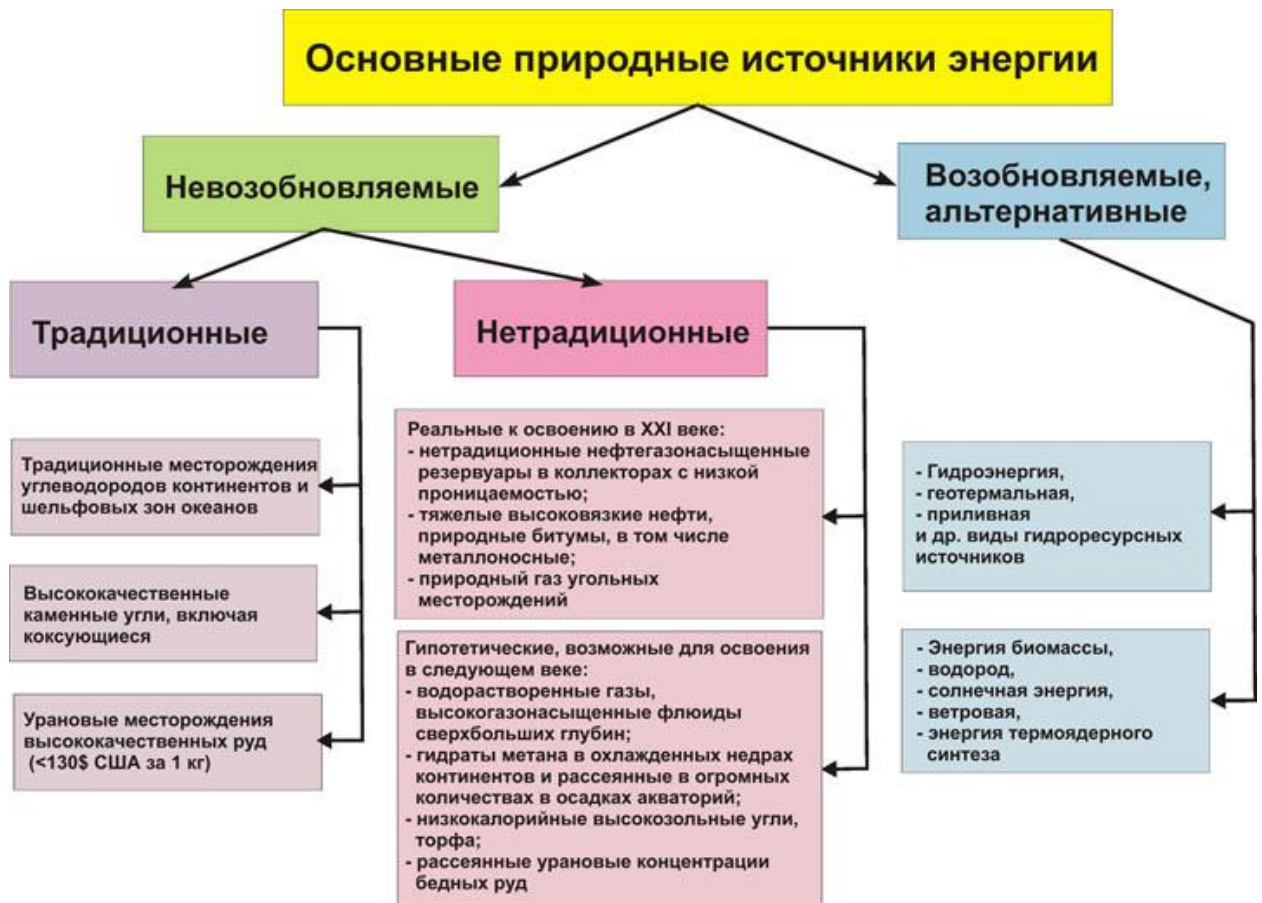 Основные природные источники энергии
Невозобновляемые
Возобновляемые,
альтернативные
Традиционные
Нетрадиционные
Традиционные месторождения
углеводородов континентов и
шельфовых зон океанов
Высококачественные
каменные угли, включая
коксующиеся
Урановые месторождения
высококачественных руд
(<130$ США за 1 кг)
Реальные к освоению в XXI веке:
- нетрадиционные нефтегазонасыщенные
резервуары в коллекторах с низкой
проницаемостью;
- тяжелые высоковязкие нефти,
природные битумы, в том числе
металлоносные;
- природный газ угольных
месторождений
Гипотетические, возможные для освоения
в следующем веке:
- водорастворенные газы,
высокогазонасыщенные флюиды
сверхбольших глубин;
- гидраты метана в охлажденных недрах
континентов и рассеянные в огромных
количествах в осадках акваторий;
- низкокалорийные высокозольные угли,
торфа;
- рассеянные урановые концентрации
бедных руд
- Гидроэнергия,
- геотермальная,
- приливная
и др. виды гидроресурсных
источников
- Энергия биомассы,
- водород,
- солнечная энергия,
- ветровая,
- энергия термоядерного
синтеза